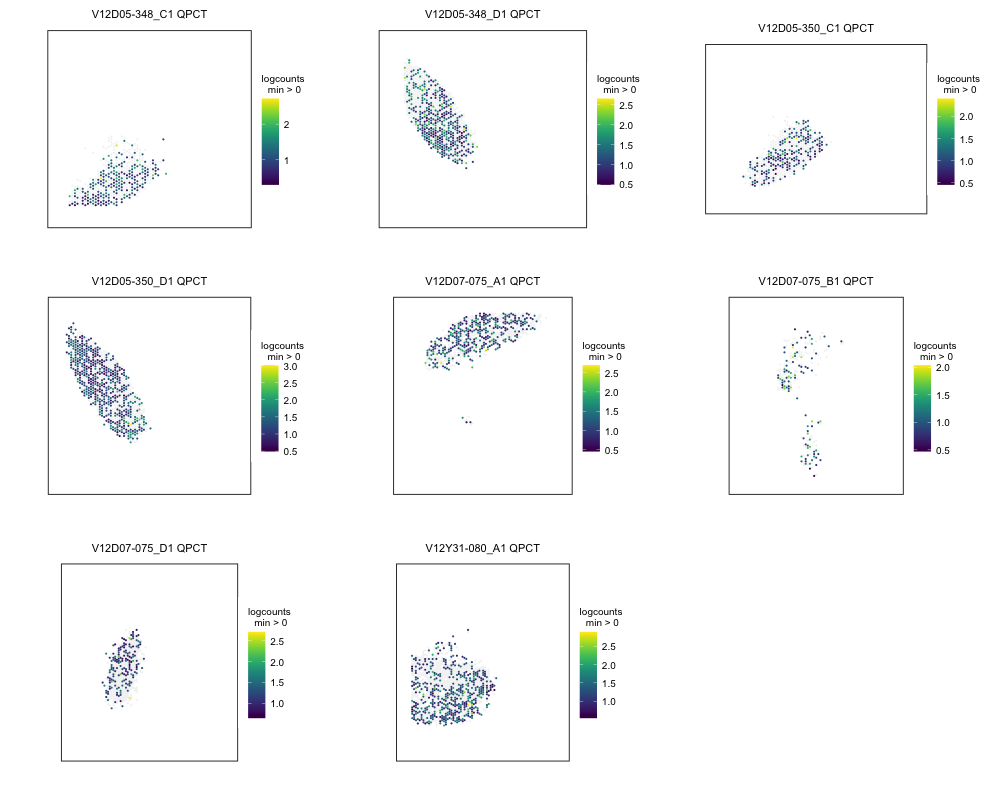 V12D05-348_C1 QPCT
logcounts
min > 0
2
1
V12D05-348_D1 QPCT
logcounts
min > 0
2.5
2.0
1.5
1.0
0.5
V12D05-350_C1 QPCT
logcounts
min > 0
2.0
1.5
1.0
0.5
V12D05-350_D1 QPCT
logcounts
min > 0
3.0
2.5
2.0
1.5
1.0
0.5
V12D07-075_A1 QPCT
logcounts
min > 0
2.5
2.0
1.5
1.0
0.5
V12D07-075_B1 QPCT
logcounts
min > 0
2.0
1.5
1.0
0.5
V12D07-075_D1 QPCT
logcounts
min > 0
2.5
2.0
1.5
1.0
V12Y31-080_A1 QPCT
logcounts
min > 0
2.5
2.0
1.5
1.0